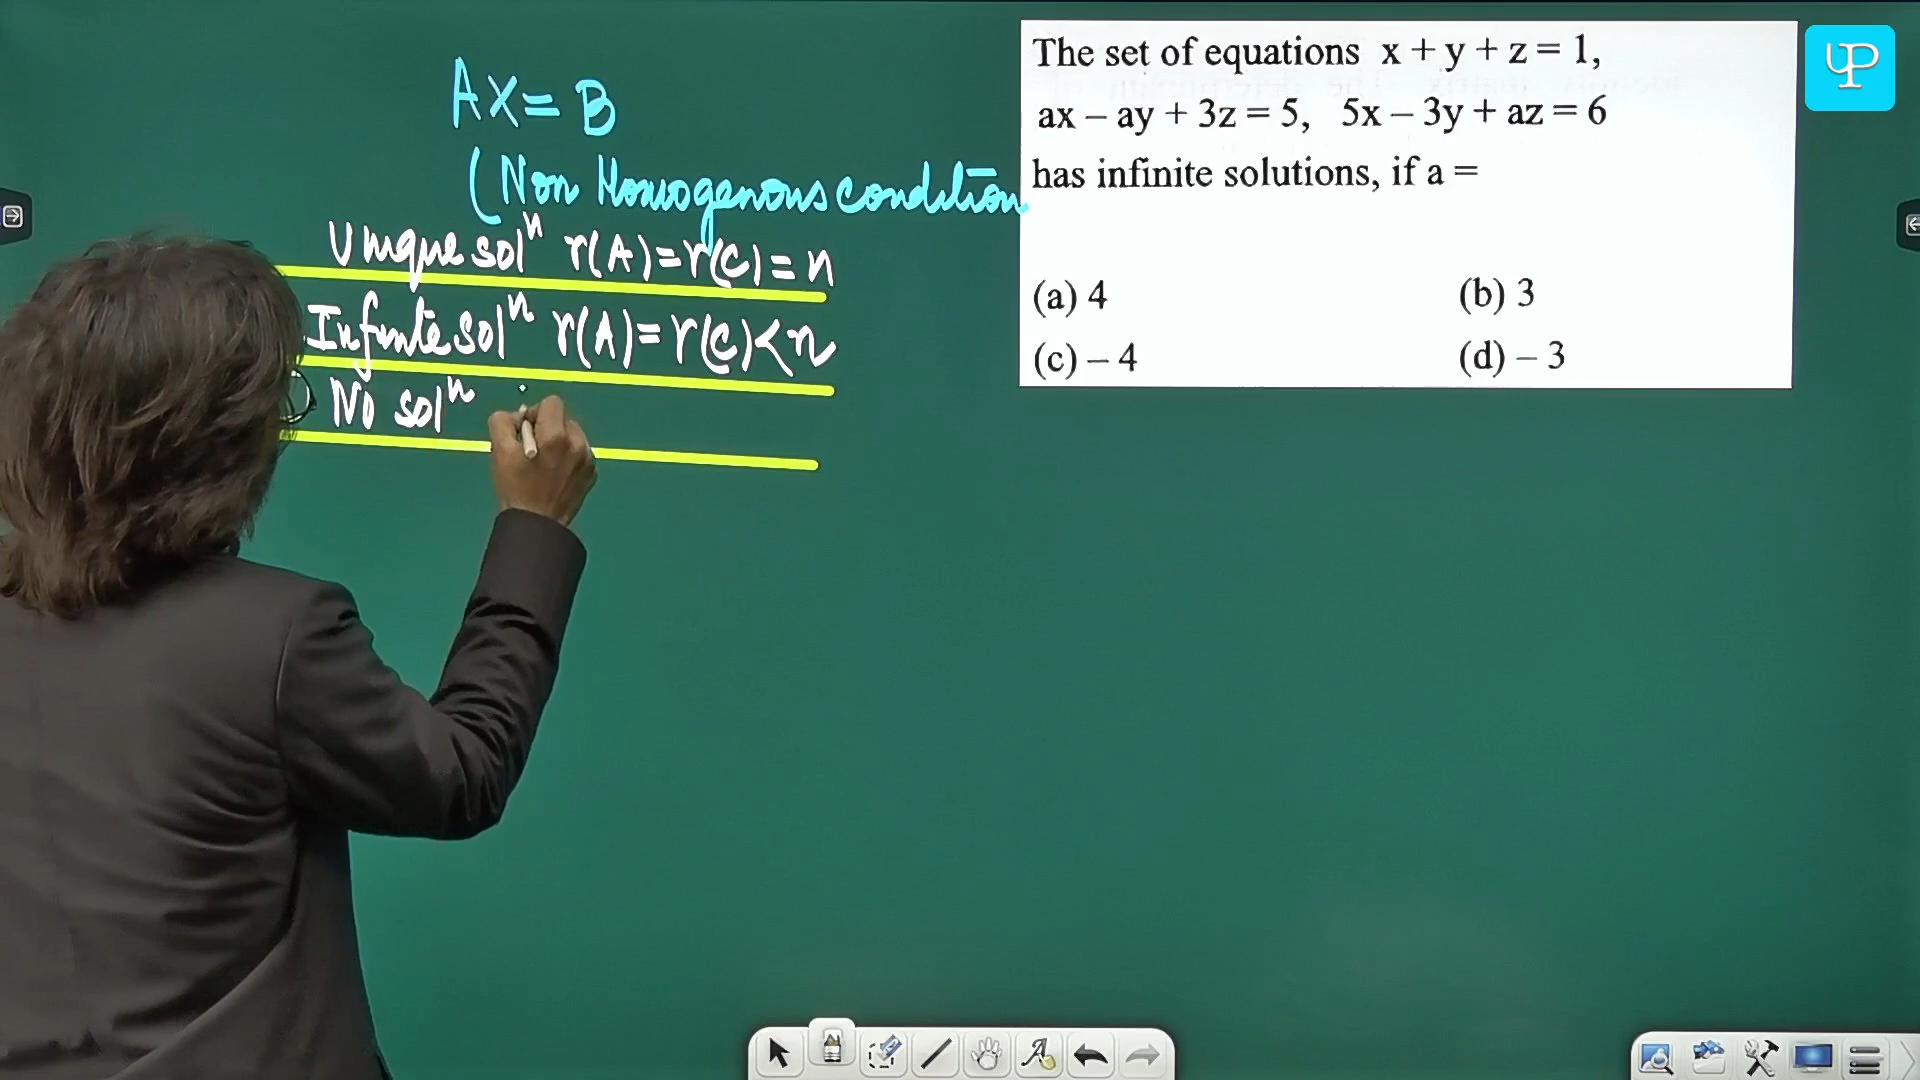 AX = B
(Non Homogenous condition
Unique solⁿ r(A) = r(C) = n
Infinite solⁿ r(A) = r(C) < n
No solⁿ
The set of equations x + y + z = 1,
ax – ay + 3z = 5, 5x – 3y + az = 6
has infinite solutions, if a =
(a) 4 (b) 3
(c) – 4 (d) – 3
UP